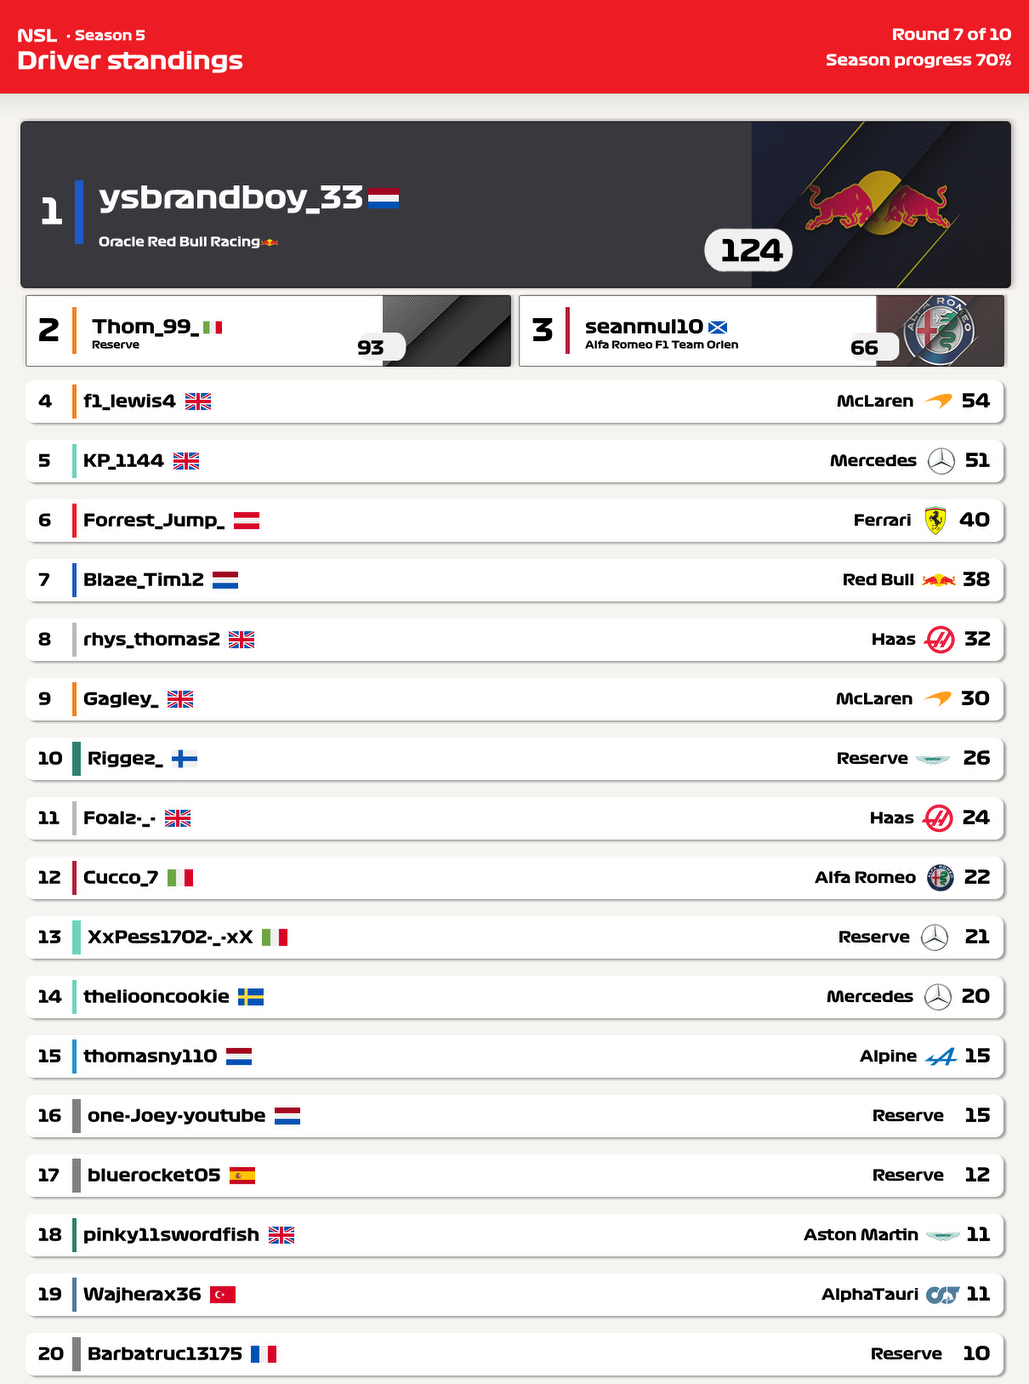 NSL · Season 5
Driver standings
Round 7 of 10
Season progress 70%
1 ysbrandboy_33
Oracle Red Bull Racing
124
2 Thom_99_
Reserve
93
3 seanmul10
Alfa Romeo F1 Team Orlen
66
ALFA ROMEO
4 f1_lewis4 McLaren 54
5 KP_1144 Mercedes 51
6 Forrest_Jump_ Ferrari 40
7 Blaze_Tim12 Red Bull 38
8 rhys_thomas2 Haas 32
9 Gagley_ McLaren 30
10 Riggez_ Reserve 26
11 Foalz-_- Haas 24
12 Cucco_7 Alfa Romeo 22
13 XxPess1702-_-xX Reserve 21
14 theliooncookie Mercedes 20
15 thomasny110 Alpine 15
16 one-Joey-youtube Reserve 15
17 bluerocket05 Reserve 12
18 pinky11swordfish Aston Martin 11
19 Wajherax36 AlphaTauri 11
20 Barbatruc13175 Reserve 10